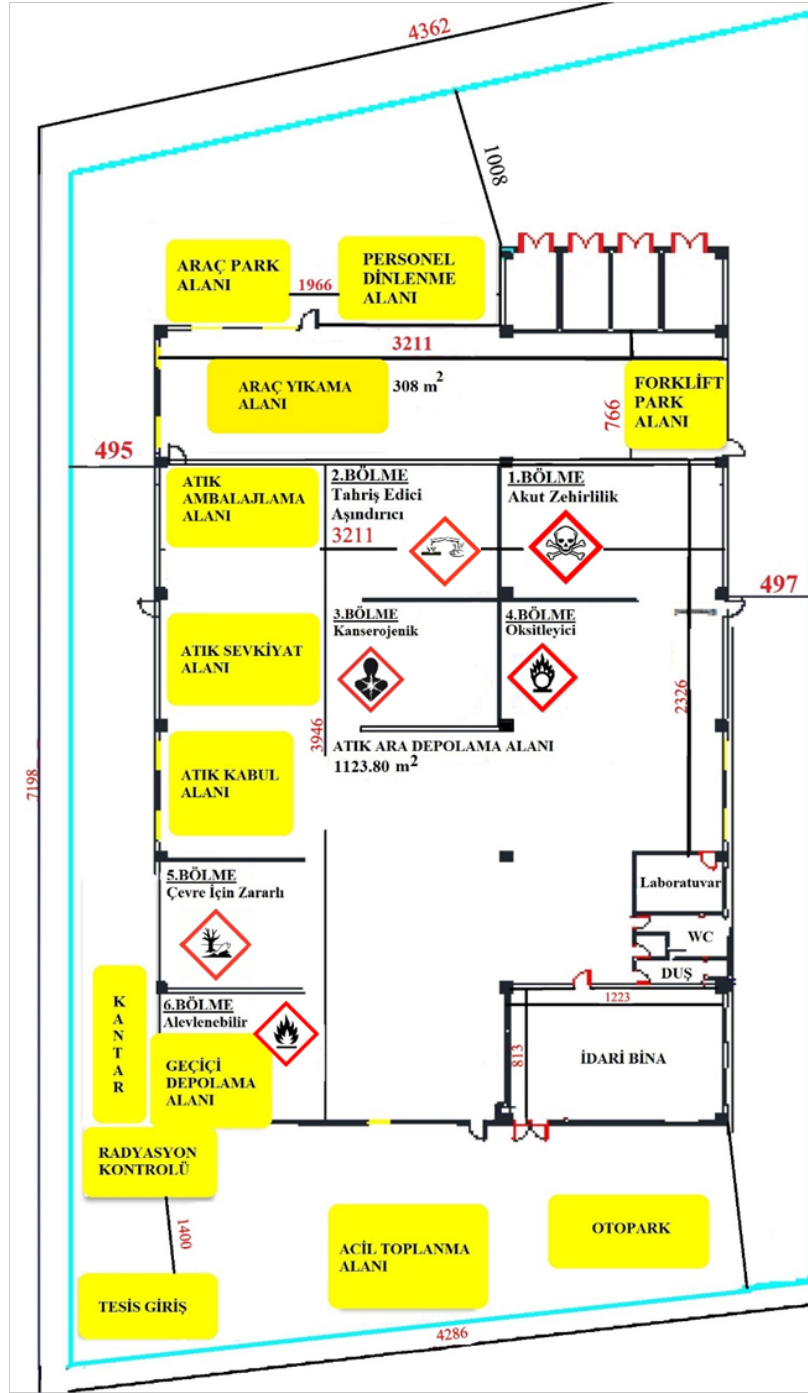 4362
1008
ARAÇ PARK
ALANI
1966
PERSONEL
DİNLENME
ALANI
3211
ARAÇ YIKAMA
ALANI
308 m²
766
FORKLİFT
PARK
ALANI
495
ATIK
AMBALAJLAMA
ALANI
2.BÖLME
Tahriş Edici
Aşındırıcı
3211
1.BÖLME
Akut Zehirlilik
497
ATIK SEVKİYAT
ALANI
3.BÖLME
Kanserojenik
4.BÖLME
Oksitleyici
2326
3946
ATIK ARA DEPOLAMA ALANI
1123.80 m²
7198
ATIK KABUL
ALANI
5.BÖLME
Çevre İçin Zararlı
Laboratuvar
WC
DUŞ
KANTAR
6.BÖLME
Alevlenebilir
GEÇİÇİ
DEPOLAMA
ALANI
1223
813
İDARİ BİNA
RADYASYON
KONTROLÜ
1400
ACİL TOPLANMA
ALANI
OTOPARK
TESİS GİRİŞ
4286